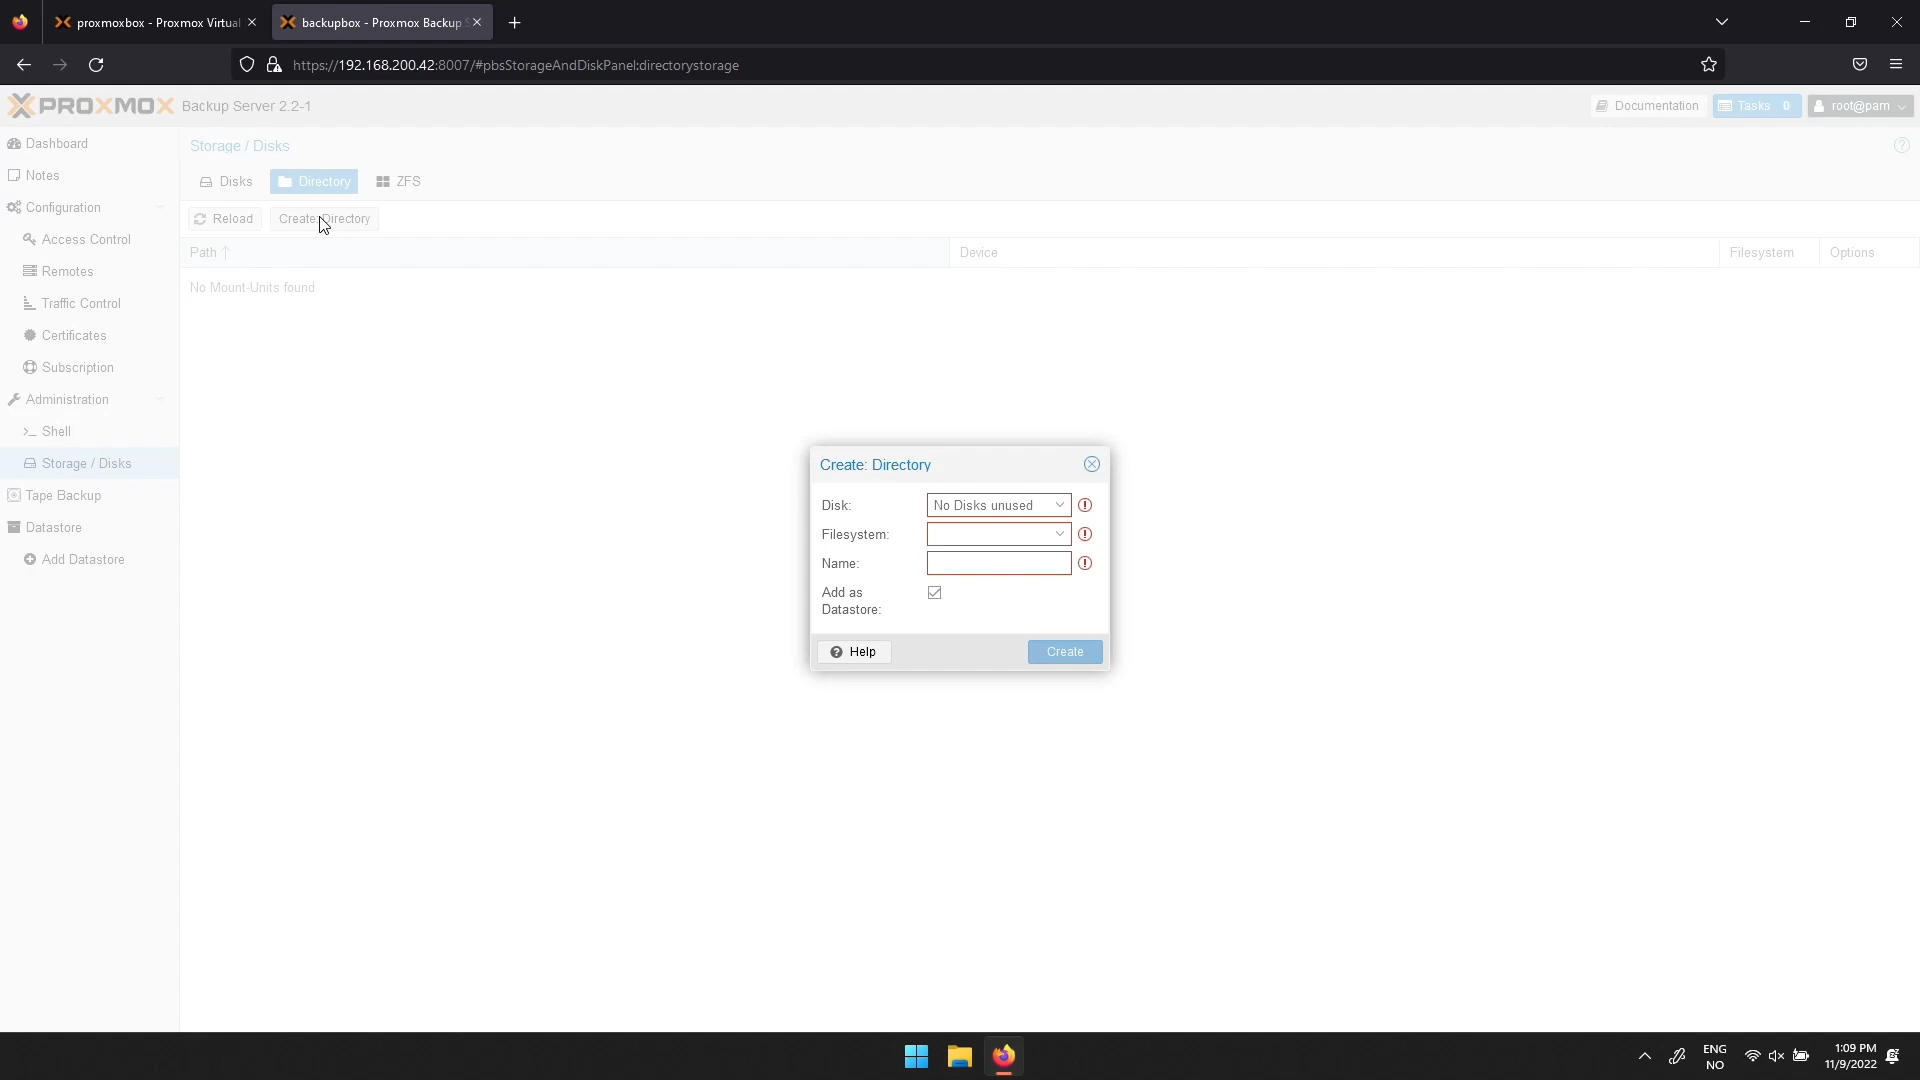 proxmoxbox - Proxmox Virtual
backupbox - Proxmox Backup S
https://192.168.200.42:8007/#pbsStorageAndDiskPanel:directorystorage
PROXMOX Backup Server 2.2-1
Documentation
Tasks 0
root@pam
Dashboard
Notes
Configuration
Access Control
Remotes
Traffic Control
Certificates
Subscription
Administration
Shell
Storage / Disks
Tape Backup
Datastore
Add Datastore
Storage / Disks
Disks
Directory
ZFS
Reload
Create: Directory
Path
Device
Filesystem
Options
No Mount-Units found
Create: Directory
Disk:
No Disks unused
Filesystem:
Name:
Add as
Datastore:
Help
Create
ENG
NO
1:09 PM
11/9/2022